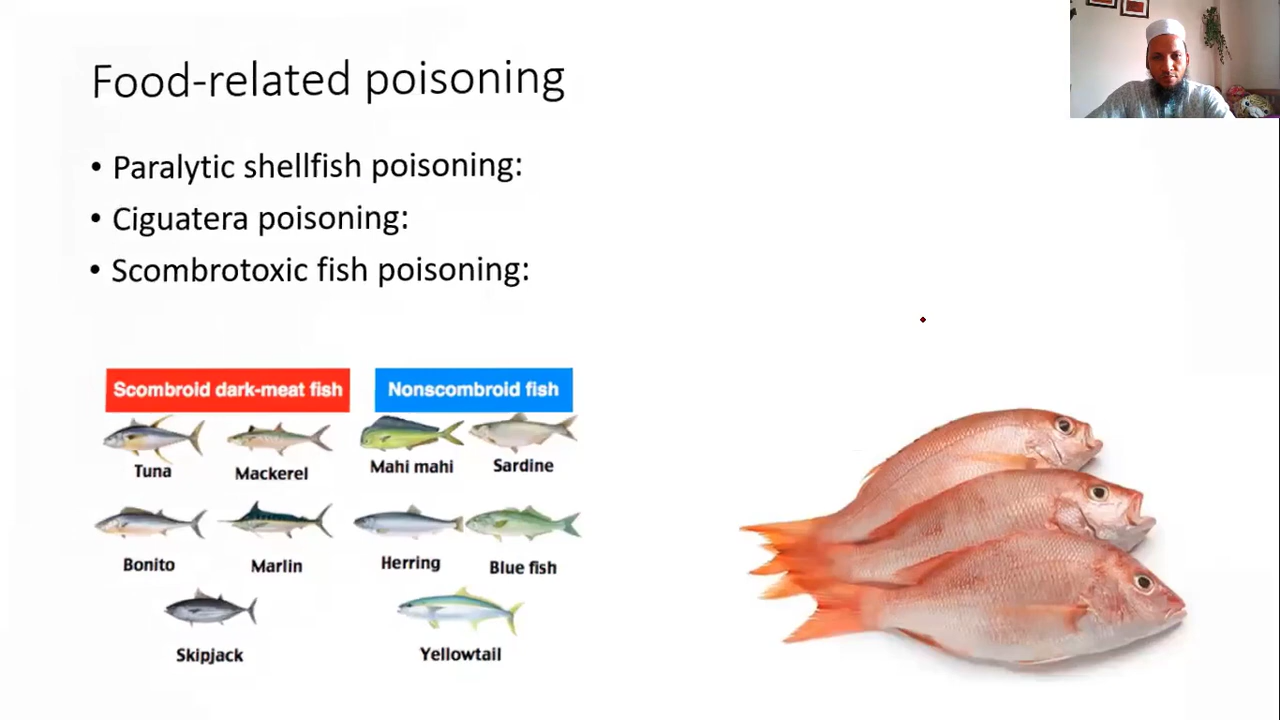 Food-related poisoning
• Paralytic shellfish poisoning:
• Ciguatera poisoning:
• Scombrotoxic fish poisoning:
Scombroid dark-meat fish
Nonscombroid fish
Tuna
Mackerel
Mahi mahi
Sardine
Bonito
Marlin
Herring
Blue fish
Skipjack
Yellowtail